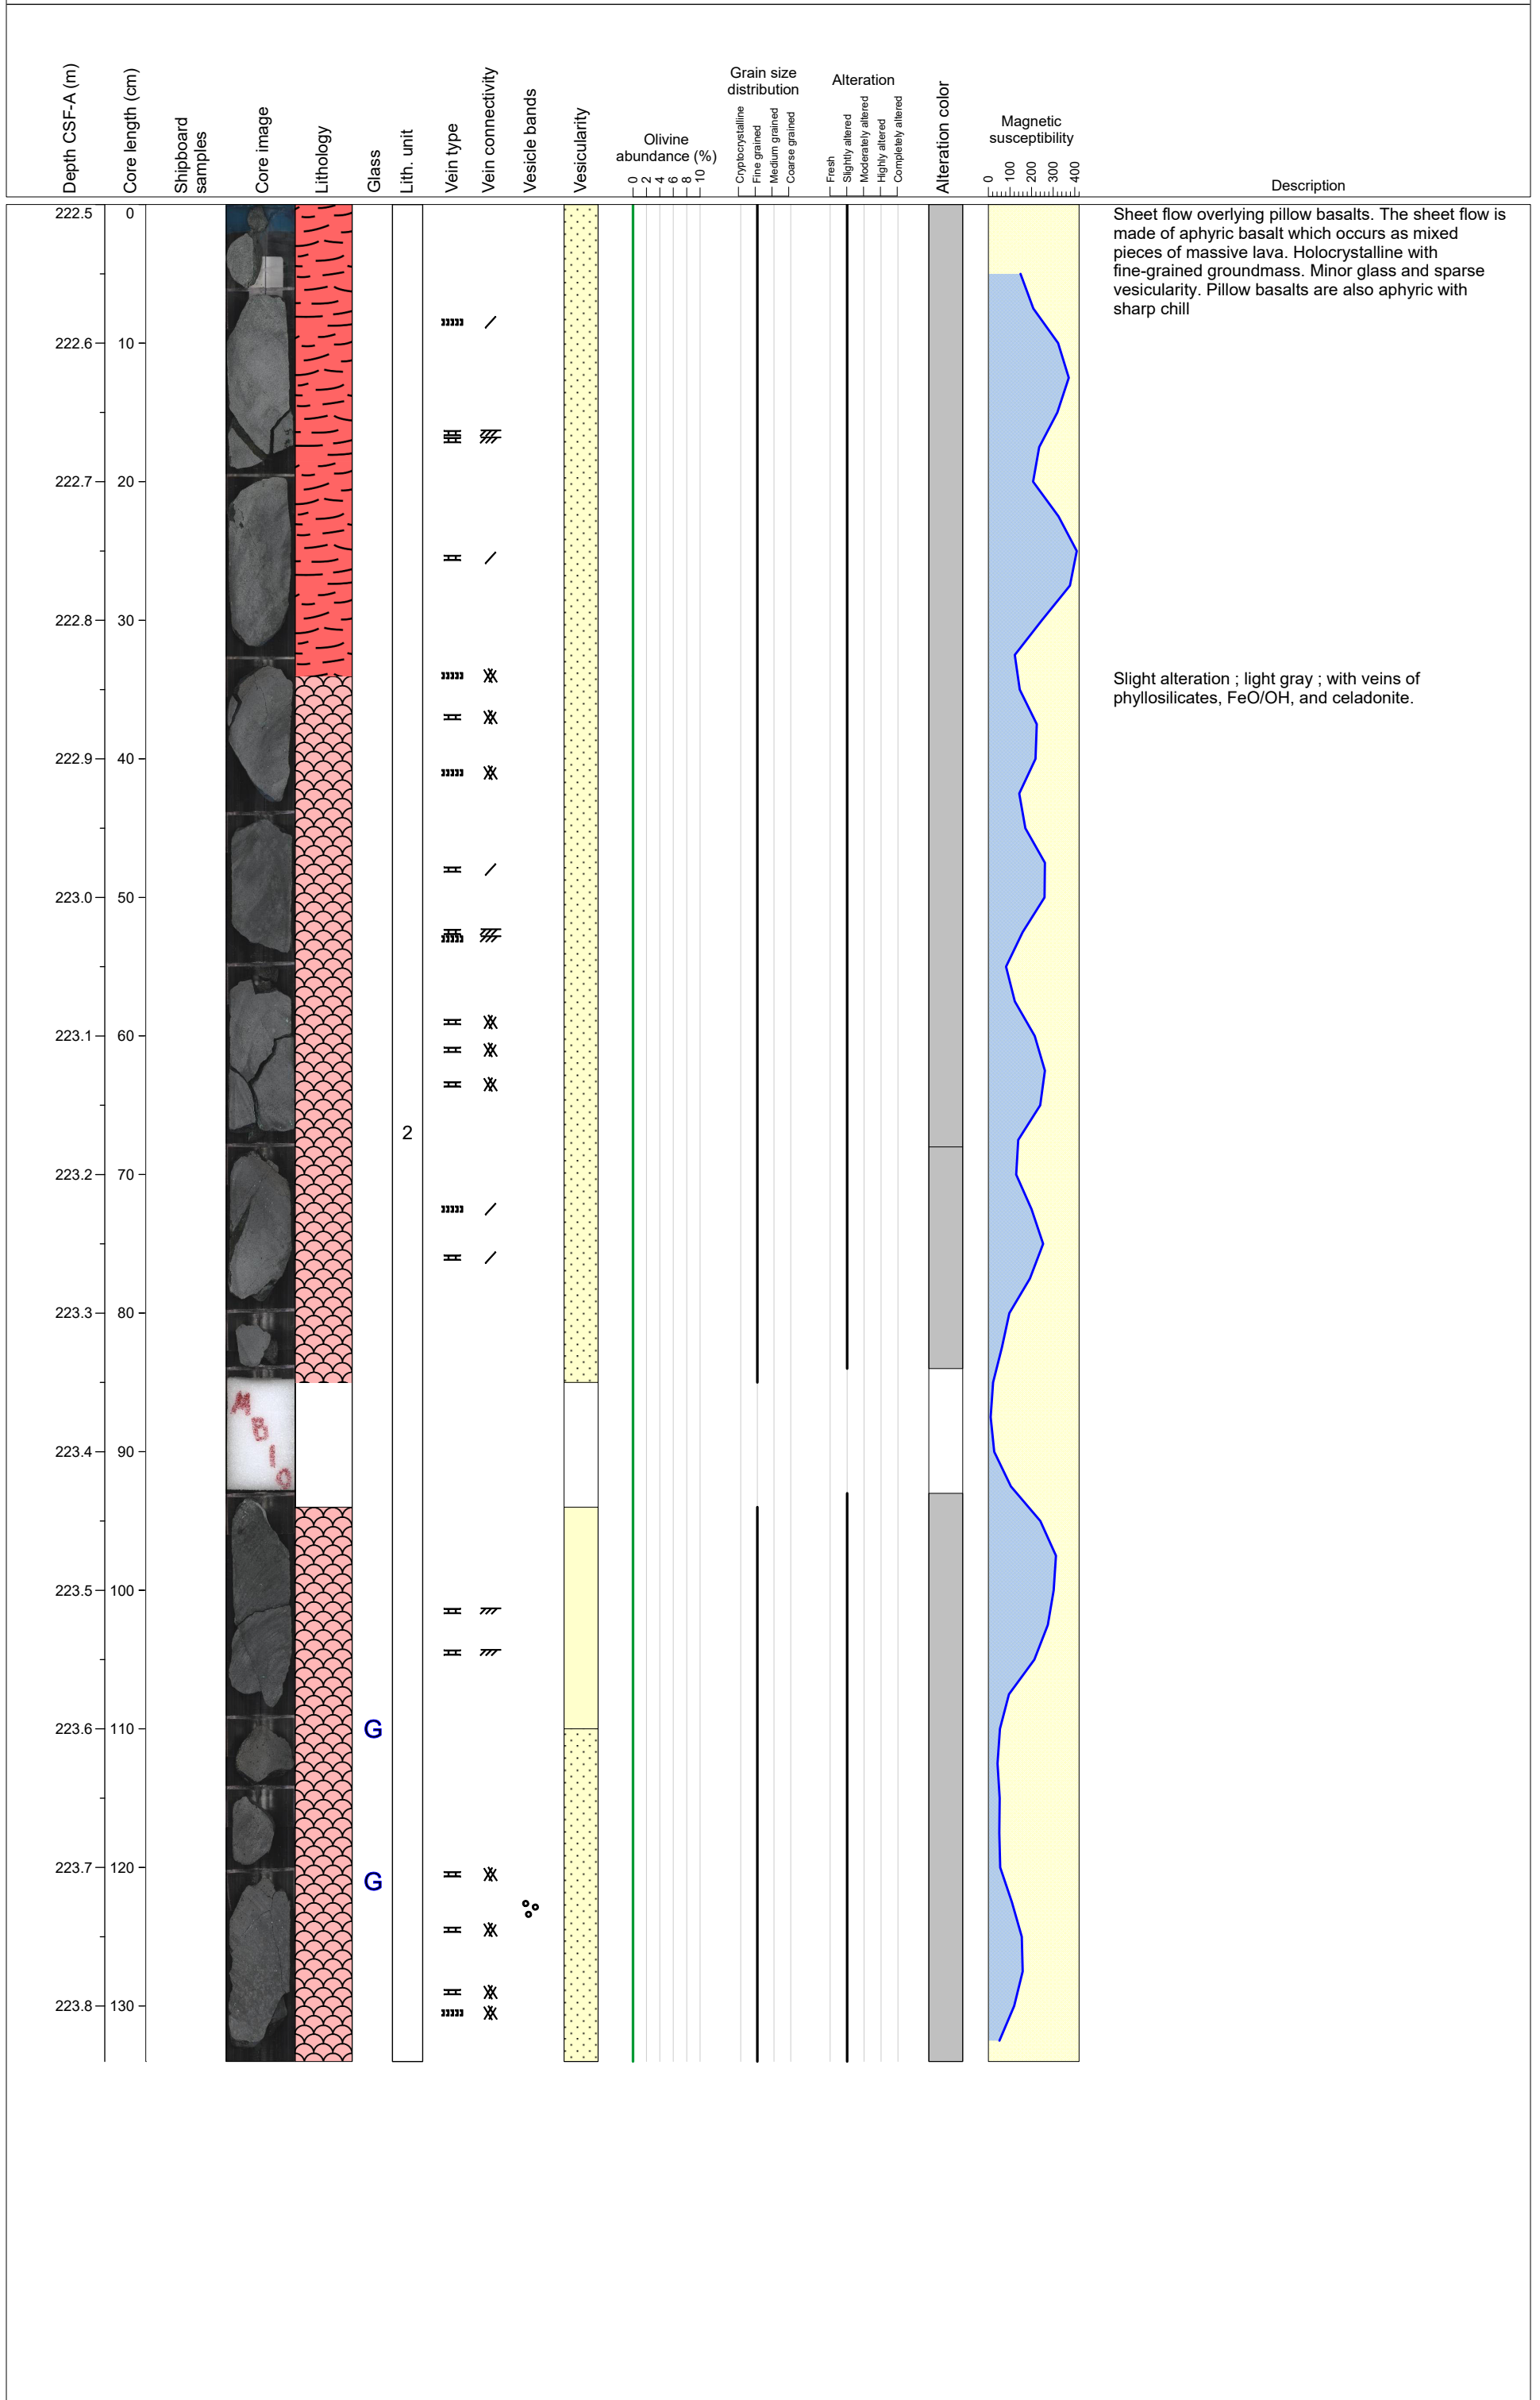 Depth CSF-A (m)
Core length (cm)
Shipboard
samples
Core image
Lithology
Glass
Lith. unit
Vein type
Vein connectivity
Vesicle bands
Vesicularity
Olivine
abundance (%)
0 2 4 6 8 10
Grain size
distribution
Cryptocrystalline
Fine grained
Medium grained
Coarse grained
Alteration
Fresh
Slightly altered
Moderately altered
Highly altered
Completely altered
Alteration color
Magnetic
susceptibility
0 100 200 300 400
Description
222.5 0
Sheet flow overlying pillow basalts. The sheet flow is
made of aphyric basalt which occurs as mixed
pieces of massive lava. Holocrystalline with
fine-grained groundmass. Minor glass and sparse
vesicularity. Pillow basalts are also aphyric with
sharp chill
222.6 10
222.7 20
222.8 30
Slight alteration ; light gray ; with veins of
phyllosilicates, FeO/OH, and celadonite.
222.9 40
223.0 50
223.1 60
2
223.2 70
223.3 80
MBIO
223.4 90
223.5 100
223.6 110 G
223.7 120 G
223.8 130